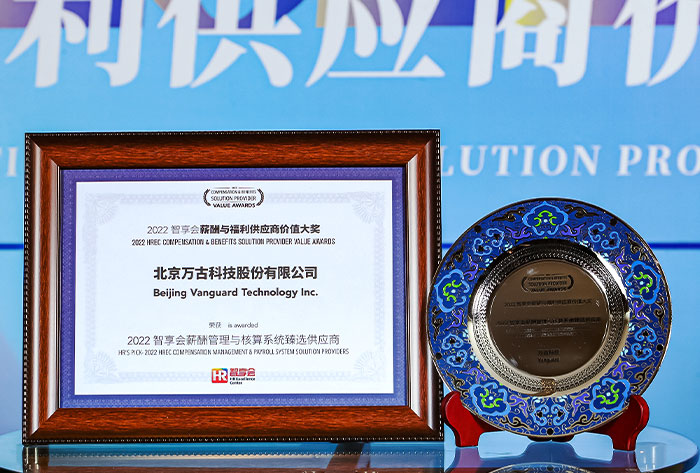 利供应商价
LUTION PRO
COMPENSATION & BENEFITS
SOLUTION PROVIDER
VALUE AWARDS
2022 智享会薪酬与福利供应商价值大奖
2022 HREC COMPENSATION & BENEFITS SOLUTION PROVIDER VALUE AWARDS
北京万古科技股份有限公司
Beijing Vanguard Technology Inc.
荣获 is awarded
2022 智享会薪酬管理与核算系统臻选供应商
HR'S PICK- 2022 HREC COMPENSATION MANAGEMENT & PAYROLL SYSTEM SOLUTION PROVIDERS
HR 智享会
HR Excellence
Center